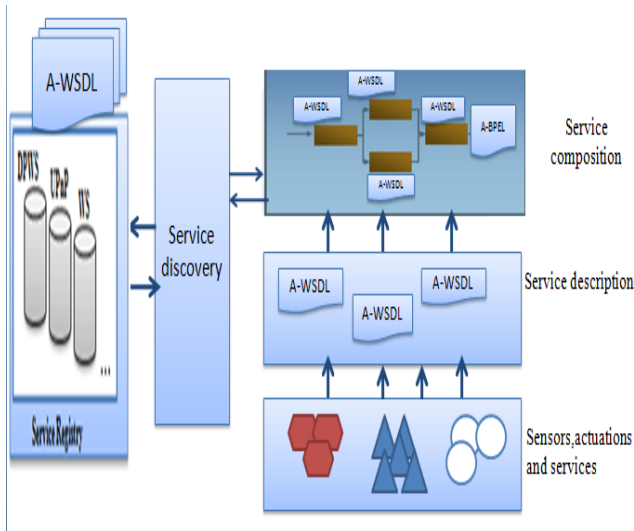 A-WSDL
DPWS
UPnP
WS
...
Service Registry
Service
discovery
A-WSDL
A-WSDL
A-WSDL
A-BPEL
A-WSDL
Service
composition
A-WSDL
A-WSDL
A-WSDL
Service description
Sensors,actuations
and services